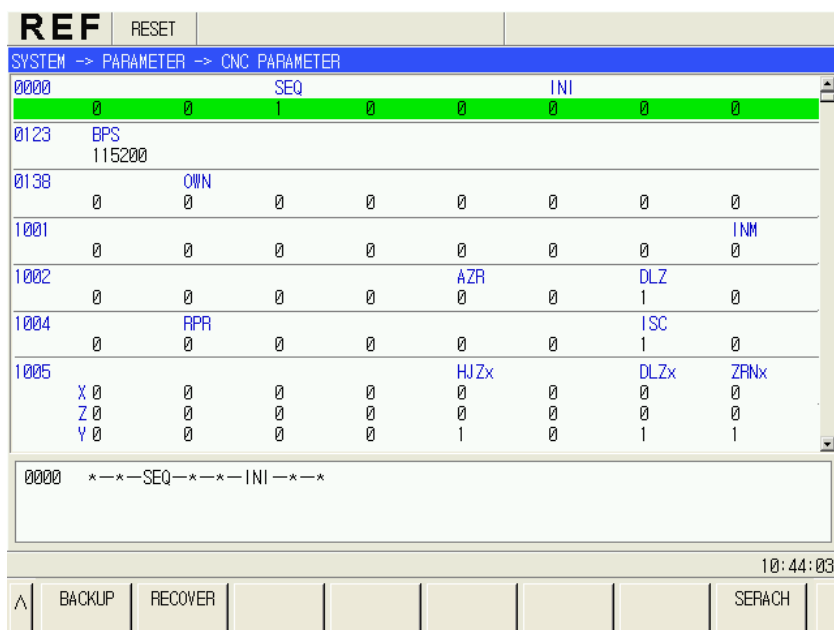 REF RESET
SYSTEM -> PARAMETER -> CNC PARAMETER
0000 SEQ INI
0 0 1 0 0 0 0 0
0123 BPS
115200
0138 OWN
0 0 0 0 0 0 0 0
1001 INM
0 0 0 0 0 0 0 0
1002 AZR DLZ
0 0 0 0 0 0 1 0
1004 RPR ISC
0 0 0 0 0 0 1 0
1005 HJZx DLZx ZRNx
X 0 0 0 0 0 0 0 0
Z 0 0 0 0 0 0 0 0
Y 0 0 0 0 1 0 1 1
0000 *—*—SEQ—*—*—INI—*—*
10:44:03
^ BACKUP RECOVER SERACH